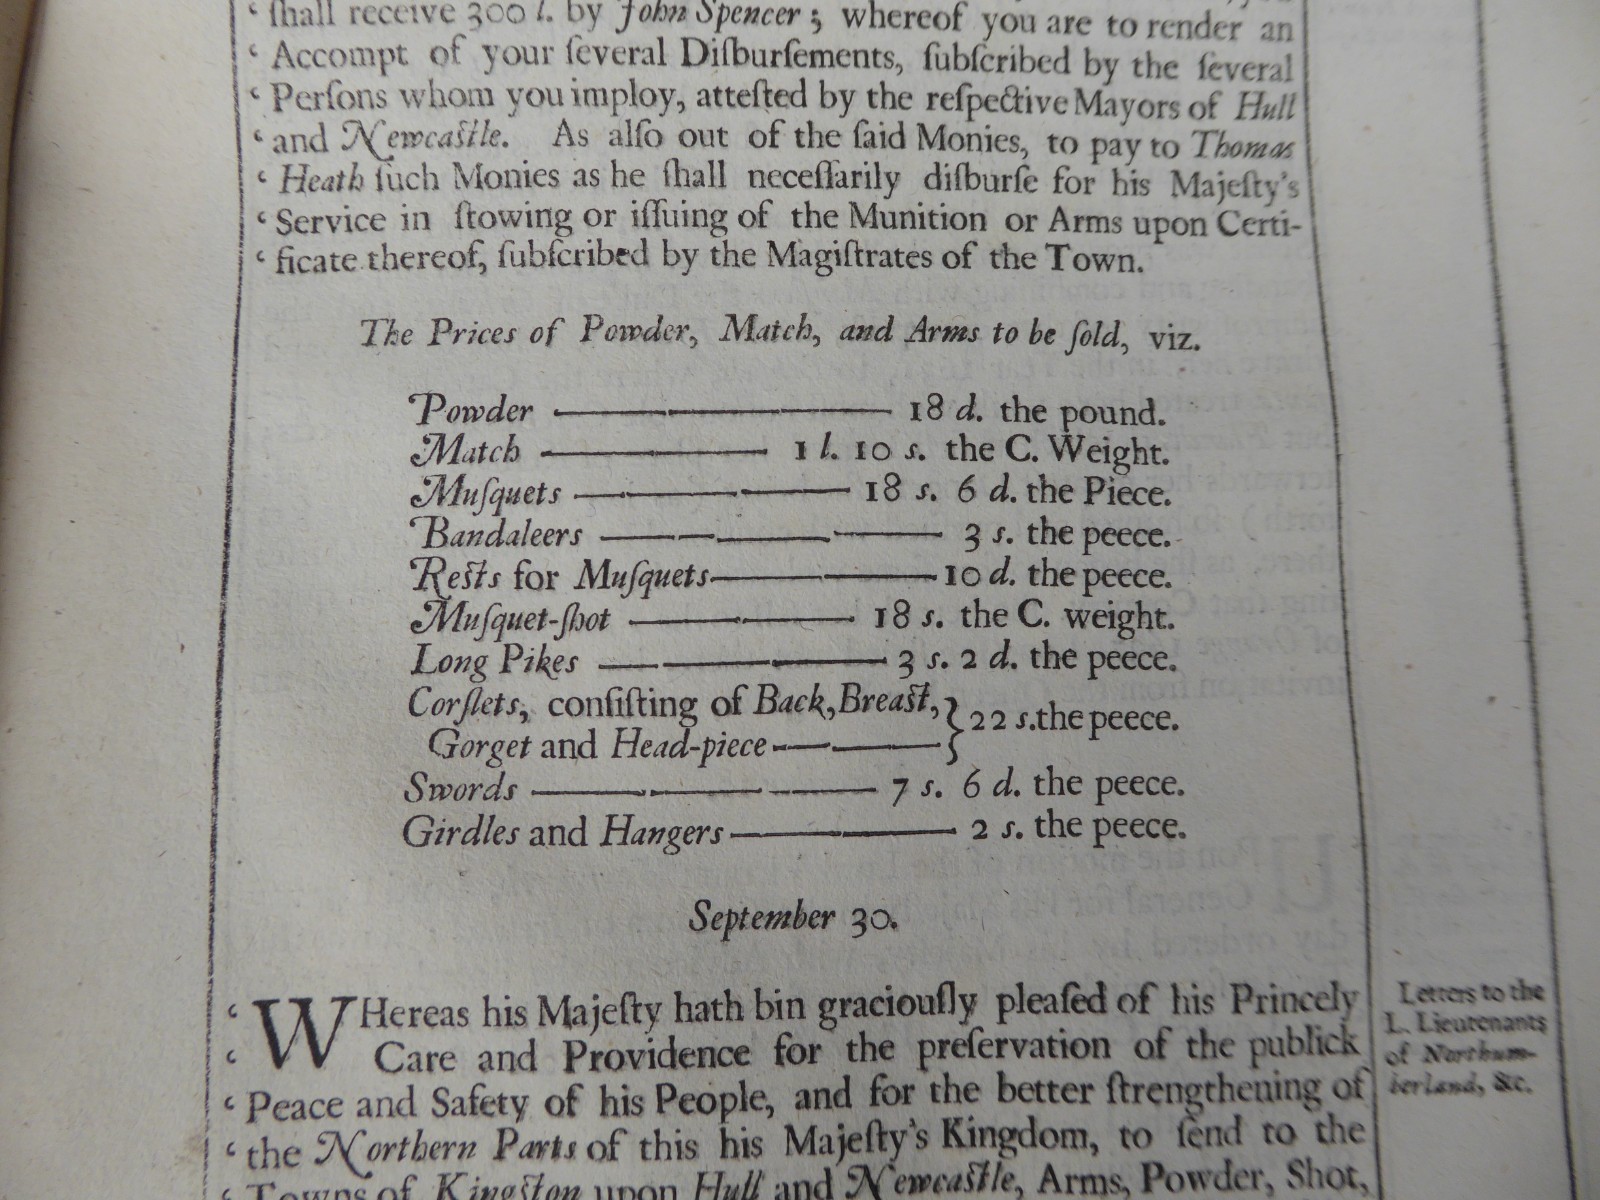 ‘ ſhall receive 300 l. by John Spencer; whereof you are to render an
‘ Accompt of your ſeveral Diſburſements, ſubſcribed by the ſeveral
‘ Perſons whom you imploy, atteſted by the reſpective Mayors of Hull
‘ and Newcaſtle. As alſo out of the ſaid Monies, to pay to Thomas
‘ Heath ſuch Monies as he ſhall neceſſarily diſburſe for his Majeſty's
‘ Service in ſtowing or iſſuing of the Munition or Arms upon Certi-
‘ ficate thereof, ſubſcribed by the Magiſtrates of the Town.
The Prices of Powder, Match, and Arms to be ſold, viz.
Powder ——— 18 d. the pound.
Match ——— 1 l. 10 s. the C. Weight.
Muſquets ——— 18 s. 6 d. the Piece.
Bandaleers ——— 3 s. the peece.
Reſts for Muſquets ——— 10 d. the peece.
Muſquet-ſhot ——— 18 s. the C. weight.
Long Pikes ——— 3 s. 2 d. the peece.
Corſlets, conſiſting of Back, Breaſt, } 22 s. the peece.
Gorget and Head-piece ———
Swords ——— 7 s. 6 d. the peece.
Girdles and Hangers ——— 2 s. the peece.
September 30.
‘ WHereas his Majeſty hath bin graciouſly pleaſed of his Princely
‘ Care and Providence for the preſervation of the publick
‘ Peace and Safety of his People, and for the better ſtrengthening of
‘ the Northern Parts of this his Majeſty's Kingdom, to ſend to the
‘ Towns of Kingſton upon Hull and Newcaſtle, Arms, Powder, Shot,
Letters to the
L. Lieutenants
of Northum-
berland, &c.